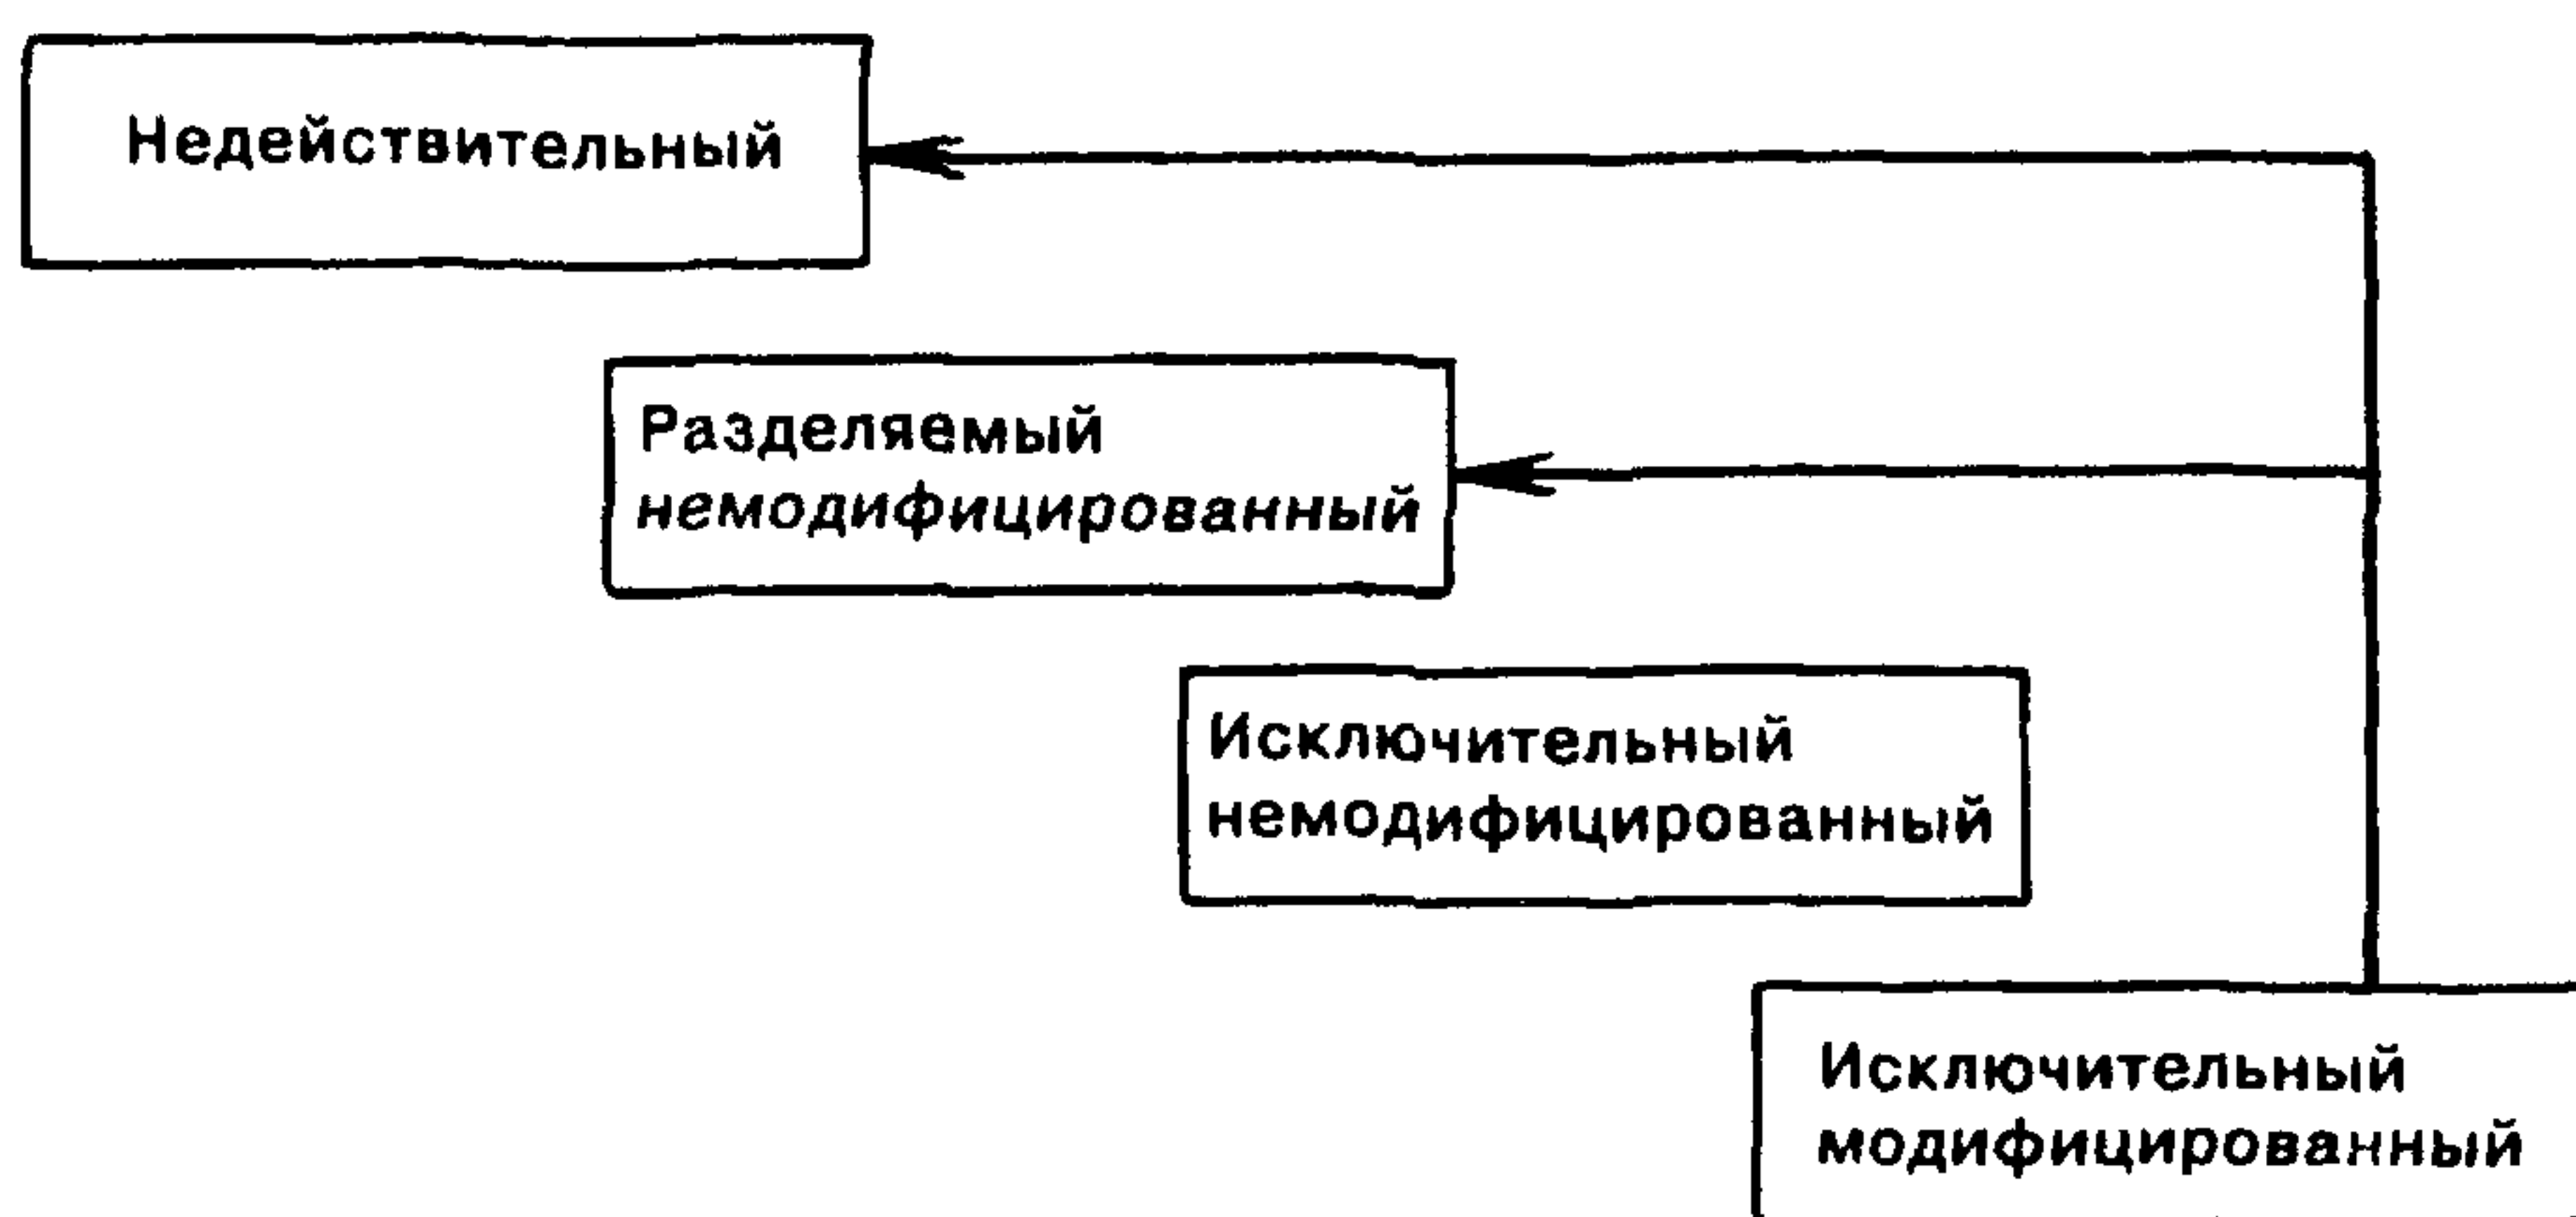 Недействительный
Разделяемый
немодифицированный
Исключительный
немодифицированный
Исключительный
модифицированный